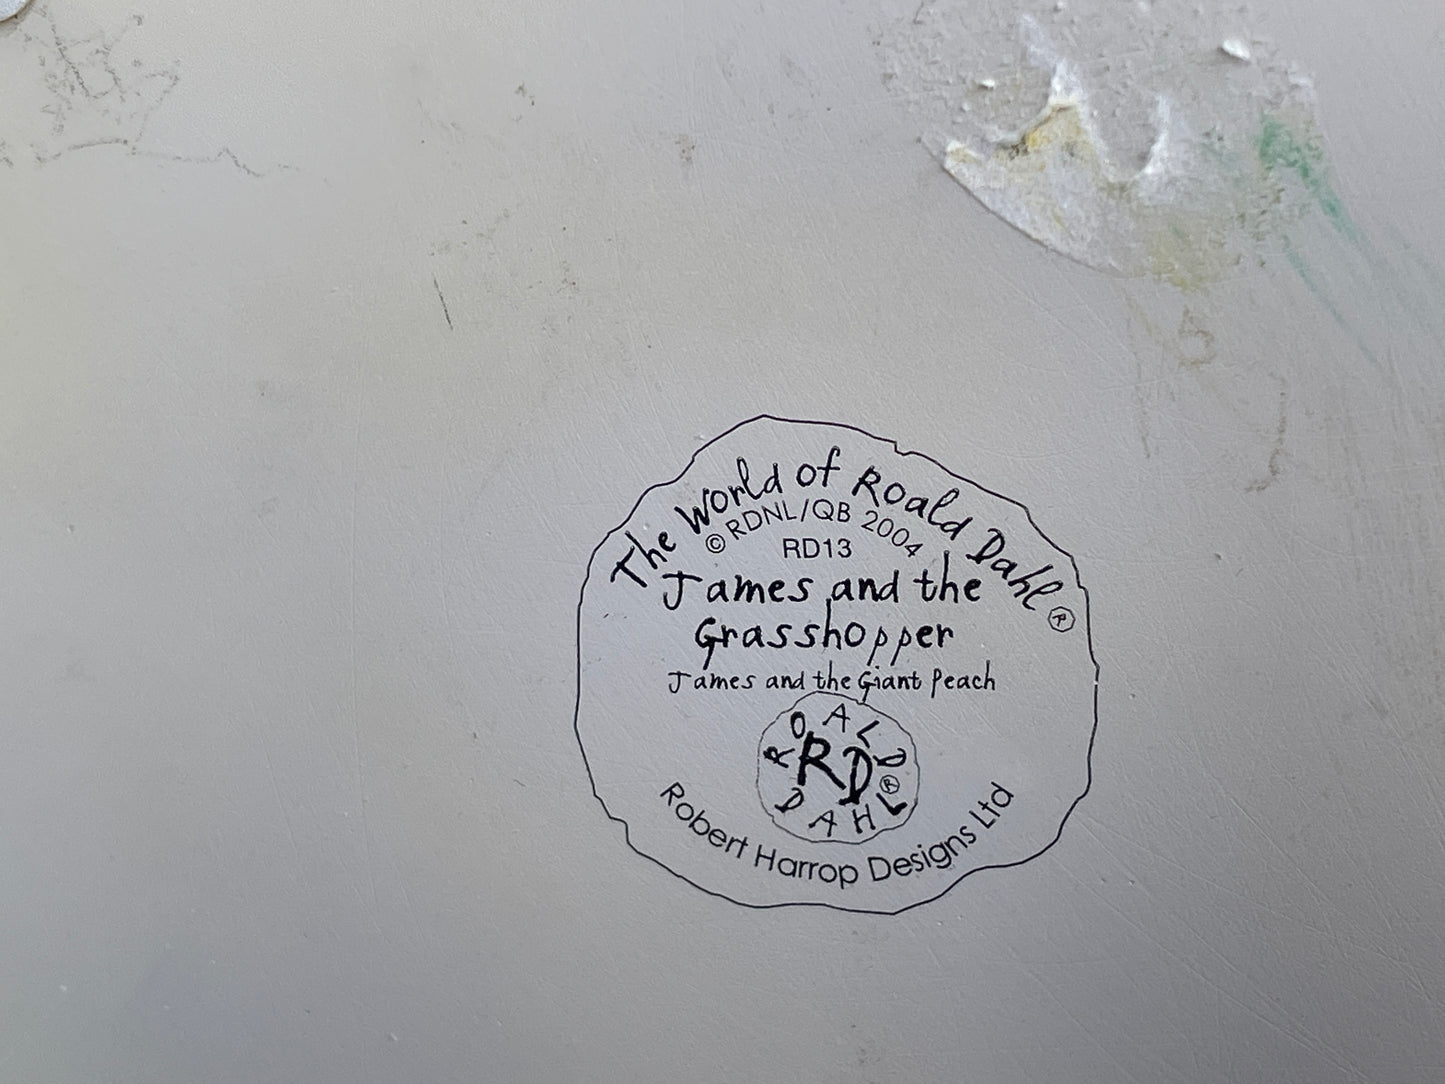 The World of Roald Dahl®
© RDNL/QB 2004
RD13
James and the
Grasshopper
James and the Giant Peach
ROALD
RD
DAHL®
Robert Harrop Designs Ltd